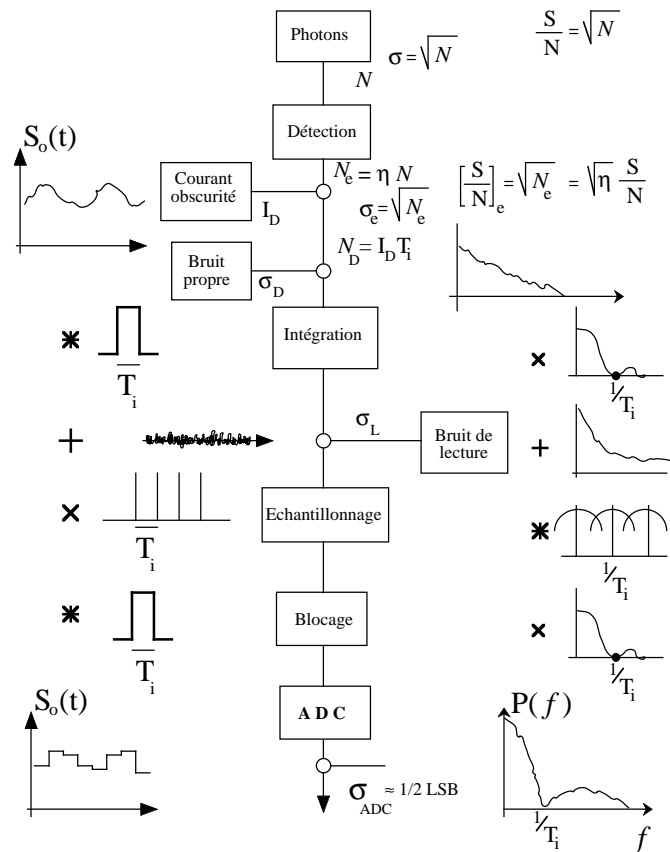 Photons
S/N = √N
σ = √N
N
Détection
S₀(t)
Courant
obscurité
I_D
N_e = η N
σ_e = √N_e
[S/N]_e = √N_e = √η S/N
N_D = I_D T_i
Bruit
propre
σ_D
Intégration
*
T_i
×
1/T_i
+
σ_L
Bruit de
lecture
+
×
T_i
Echantillonnage
*
1/T_i
*
T_i
Blocage
×
1/T_i
S₀(t)
A D C
P(f)
σ_ADC ≈ 1/2 LSB
1/T_i
f